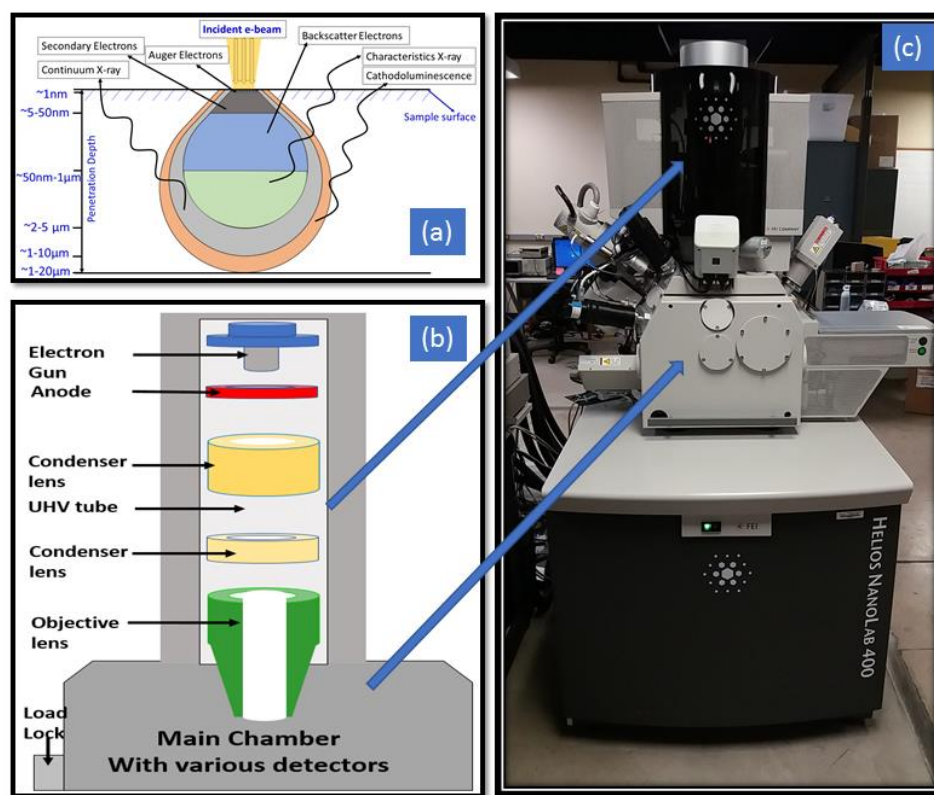 Incident e-beam
Secondary Electrons
Backscatter Electrons
Auger Electrons
Characteristics X-ray
Continuum X-ray
Cathodoluminescence
~1nm
~5-50nm
Sample surface
~50nm-1µm
Penetration Depth
~2-5 µm
~1-10µm
~1-20µm
(a)
(b)
Electron
Gun
Anode
Condenser
lens
UHV tube
Condenser
lens
Objective
lens
Load
Lock
Main Chamber
With various detectors
(c)
FEI COMPANY
FEI
HELIOS NANOLAB 400